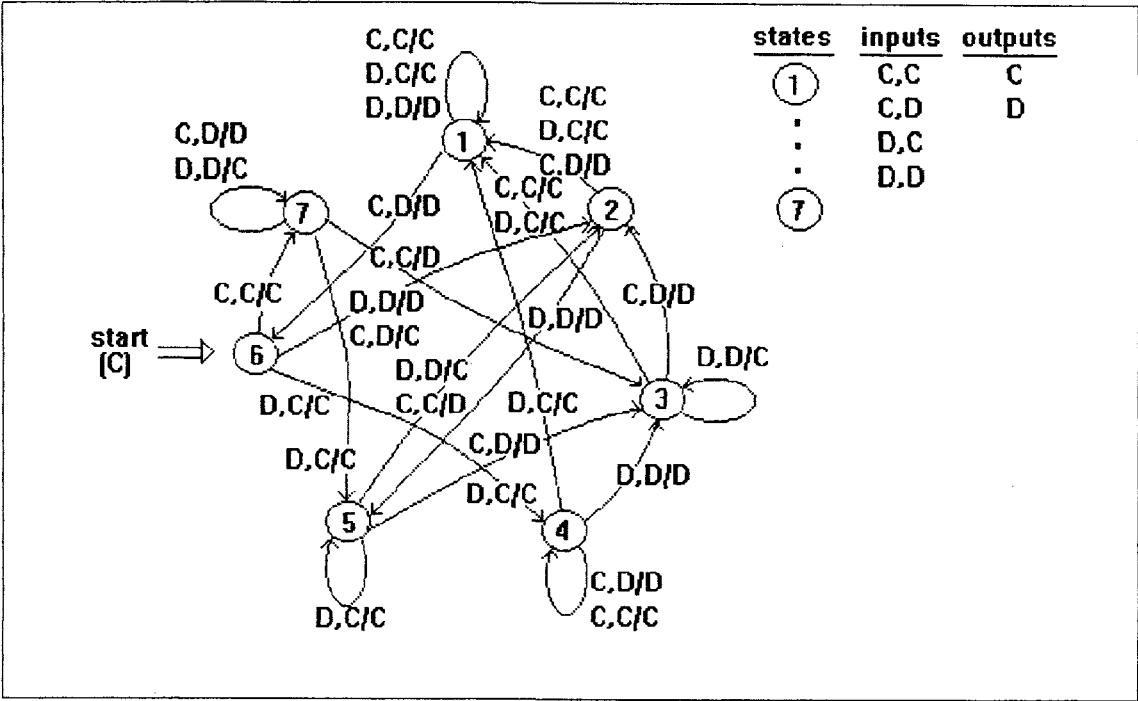 C,C/C
D,C/C
D,D/D
1
C,C/C
D,C/C
C,D/D
2
C,D/D
D,D/C
7
C,D/D
C,C/C
D,C/C
C,C/D
C,C/C
D,D/D
C,D/C
D,D/D
C,D/D
start
(C)
6
D,C/C
D,D/C
C,C/D
D,C/C
3
D,D/C
D,C/C
C,D/D
D,C/C
D,D/D
5
4
D,C/C
C,D/D
C,C/C
states inputs outputs
1 C,C C
C,D D
D,C
D,D
7